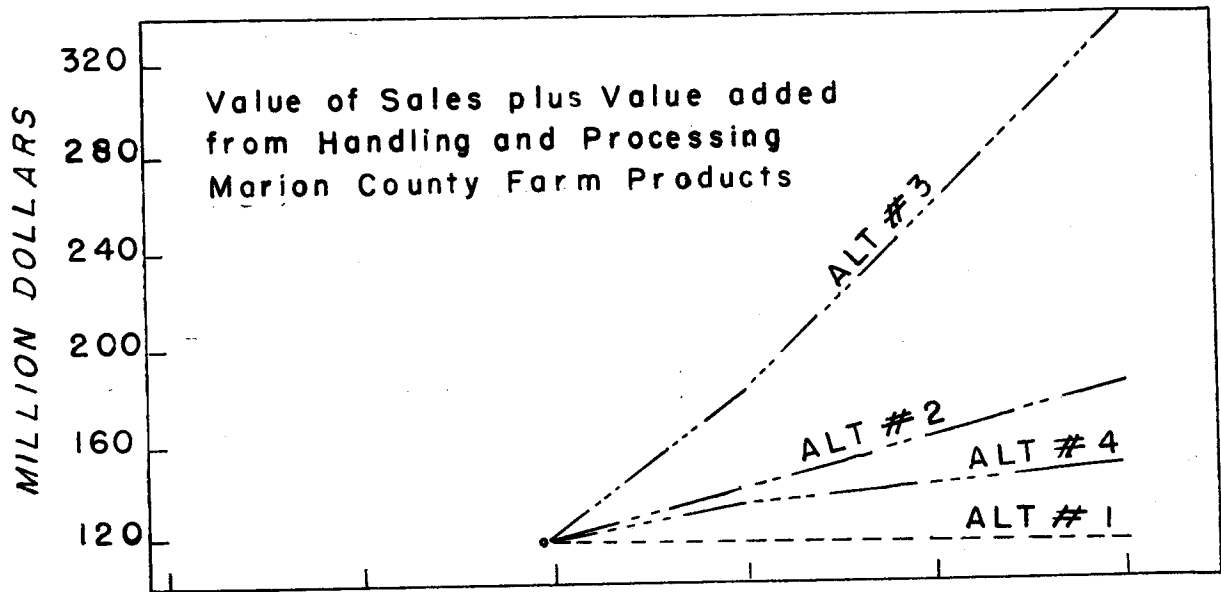 Value of Sales plus Value added
from Handling and Processing
Marion County Farm Products
MILLION DOLLARS
320
280
240
200
160
120
ALT # 3
ALT # 2
ALT # 4
ALT # 1